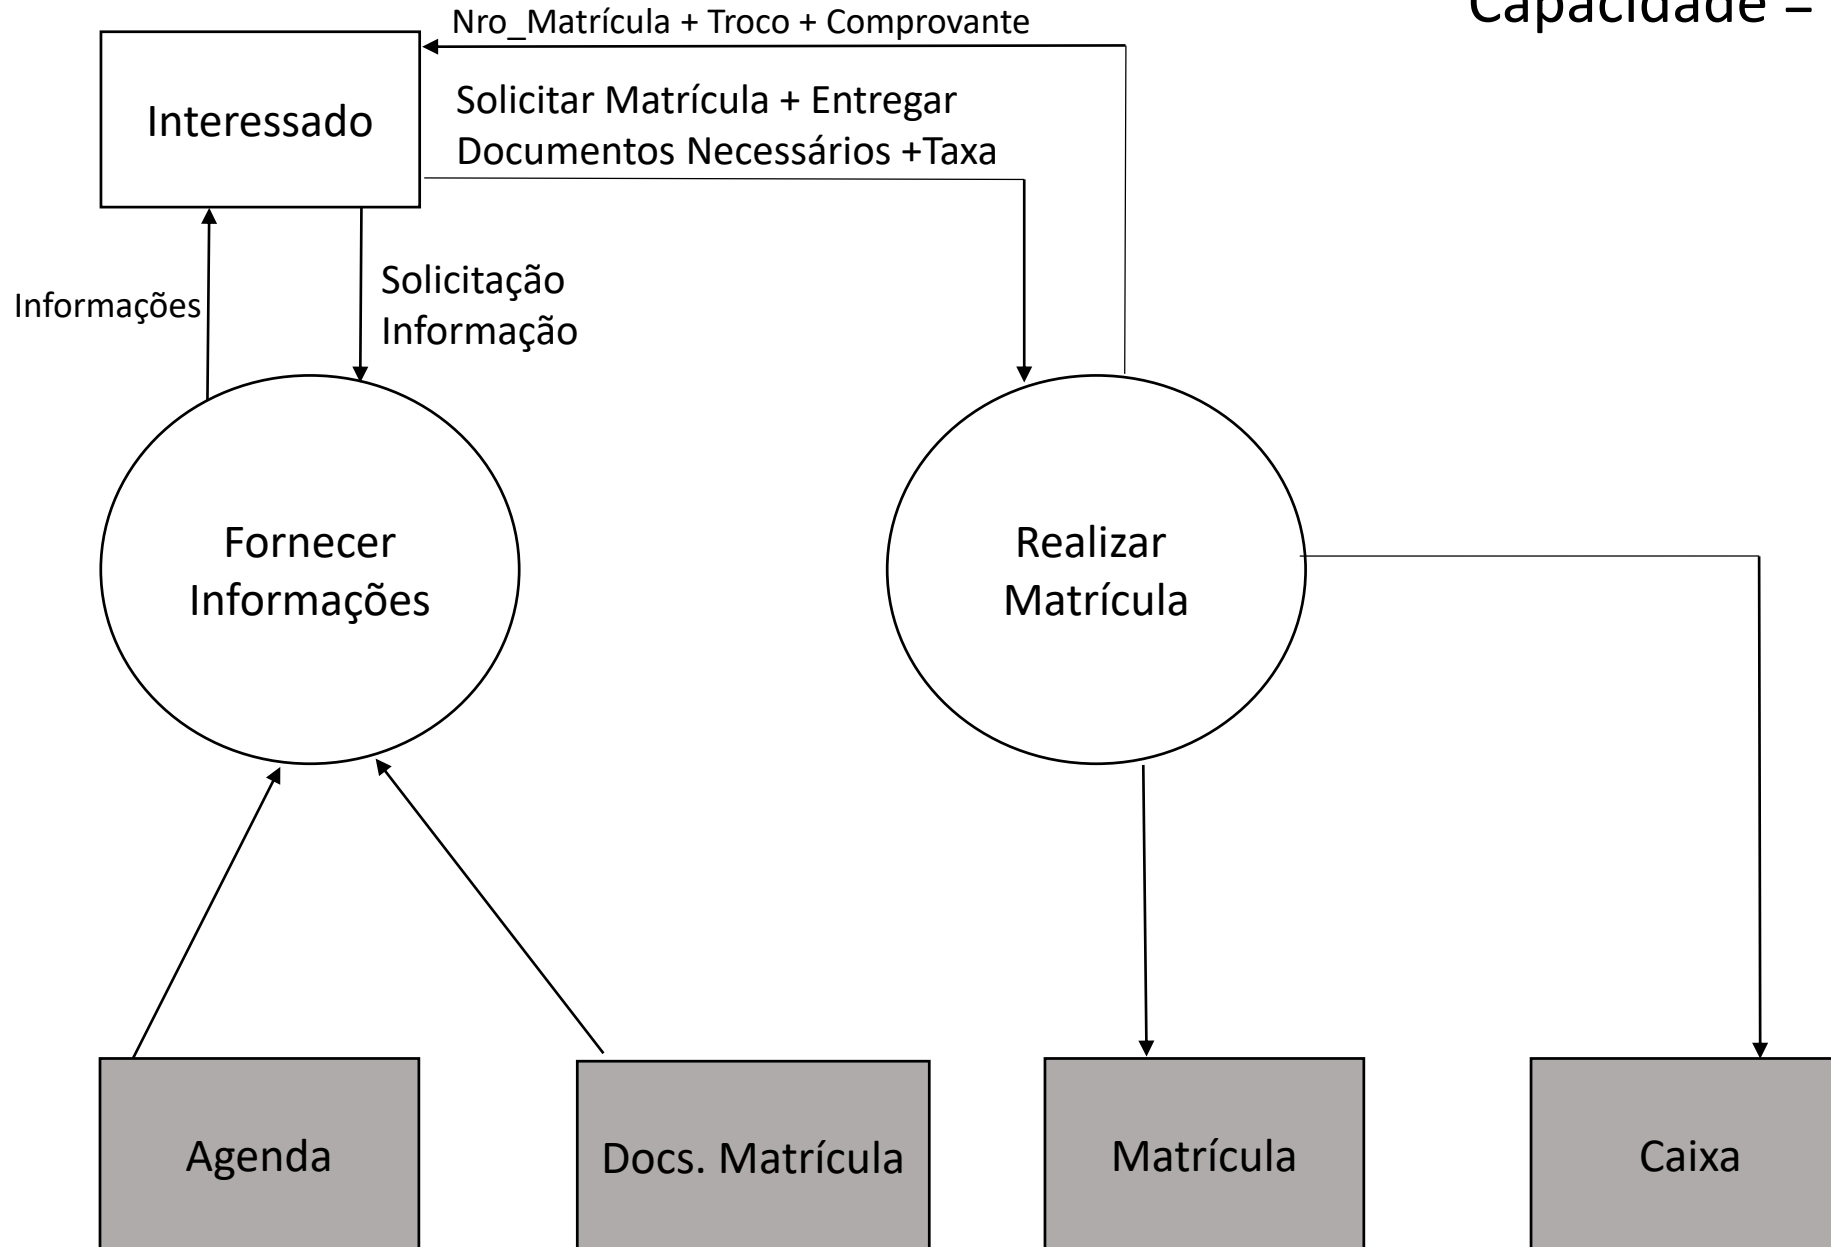 Capacidade =
Nro_Matrícula + Troco + Comprovante
Solicitar Matrícula + Entregar
Documentos Necessários +Taxa
Interessado
Informações
Solicitação
Informação
Fornecer
Informações
Realizar
Matrícula
Agenda
Docs. Matrícula
Matrícula
Caixa